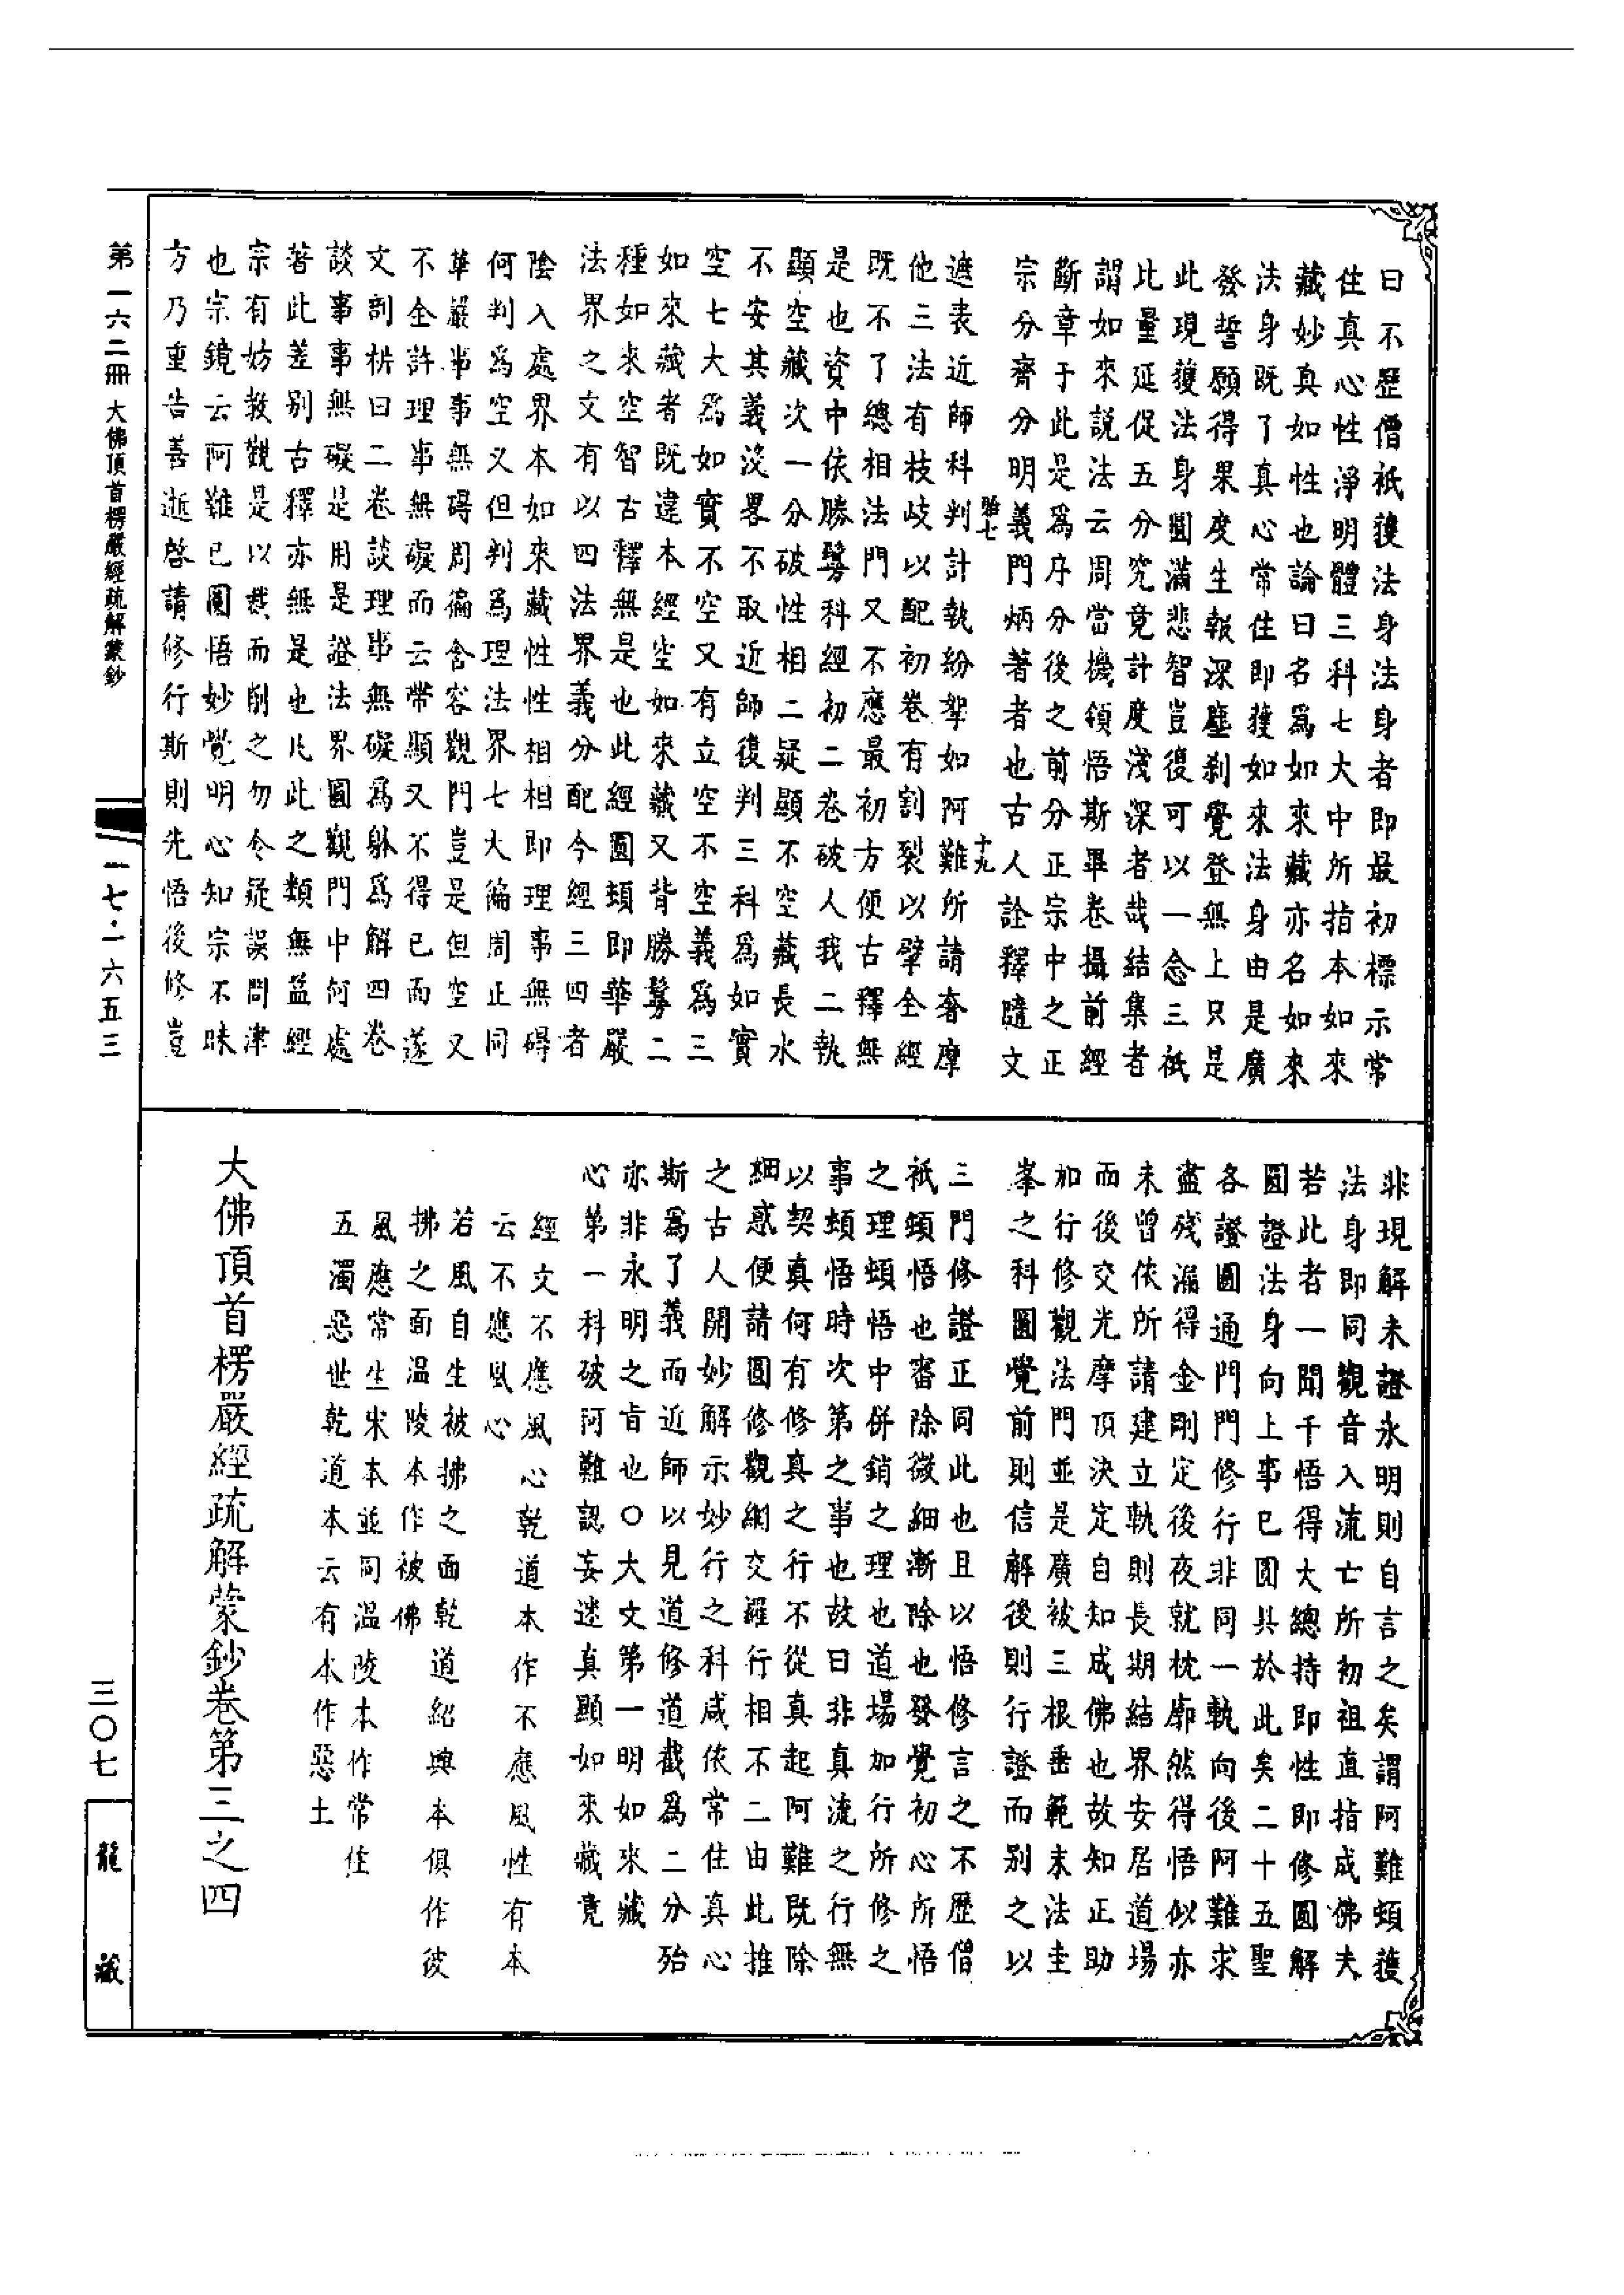 曰不歷僧祇獲法身法身者即最初標示常
住真心性淨明體三科七大中所指本如來
藏妙真如性也論曰名為如來藏亦名如來
法身既了真心常住即獲如來法身由是廣
發誓願得果度生報深塵刹覺登無上只是
此現獲法身圓滿悲智豈復可以一念三祇
比量延促五分究竟計度淺深者哉結集者
謂如來說法云周當機領悟斯畢卷攝前經
斷章于此是為序分後之前分正宗中之正
宗分齊分明義門炳著者也古人詮釋隨文
遮表近師科判計執紛拏如阿難所請奢摩
他三法有枝歧以配初卷有割裂以擘全經
既不了總相法門又不應最初方便古釋無
是也資中依勝鬘科經初二卷破人我二執
顯空藏次一分破性相二疑顯不空藏長水
不安其義沒畧不取近師復判三科為如實
空七大為如實不空又有立空不空義為三
如來藏者既違本經空如來藏又背勝鬘二
種如來空智古釋無是也此經圓頓即華嚴
法界之文有以四法界義分配今經三四者
陰入處界本如來藏性性相相即理事無碍
何判為空又但判為理法界七大徧周正同
華嚴事事無碍周徧含容觀門豈是但空又
不全許理事無礙而云帶顯又不得已而遂
文割栟曰二卷談理事無礙為躰為解四卷
談事事無礙是用是證法界圓觀門中何處
著此差別古釋亦無是也凡此之類無益經
宗有妨教觀是以裁而削之勿令疑誤問津
也宗鏡云阿難已圓悟妙覺明心知宗不昧
方乃重告善逝啓請修行斯則先悟後修豈
非現解未證永明則自言之矣謂阿難頓獲
法身即同觀音入流亡所初祖直指成佛夫
若此者一聞千悟得大總持即性即修圓解
圓證法身向上事已圓具於此矣二十五聖
各證圓通門門修行非同一軌向後阿難求
盡殘漏得金剛定後夜就枕廓然得悟似亦
未曾依所請建立軌則長期結界安居道場
而後交光摩頂決定自知成佛也故知正助
加行修觀法門並是廣被三根垂範末法圭
峯之科圓覺前則信解後則行證而別之以
三門修證正同此也且以悟修言之不歷僧
祇頓悟也審除微細漸除也發覺初心所悟
之理頓悟中併銷之理也道場加行所修之
事頓悟時次第之事也故曰非真流之行無
以契真何有修真之行不從真起阿難既除
細惑便請圓修觀網交羅行相不二由此推
之古人開妙解示妙行之科咸依常住真心
斯為了義而近師以見道修道截為二分殆
亦非永明之旨也○大文第一明如來藏
心第一科破阿難認妄迷真顯如來藏竟
經文不應風心乾道本作不應風性有本
云不應風心
若風自生被拂之面乾道紹興本俱作彼
拂之面温陵本作被佛
風應常生宋本並同温陵本作常住
五濁惡世乾道本云有本作惡土
大佛頂首楞嚴經疏解蒙鈔卷第三之四
第一六二冊 大佛頂首楞嚴經疏解蒙鈔
一七·一六五三
三〇七
龍藏
十九